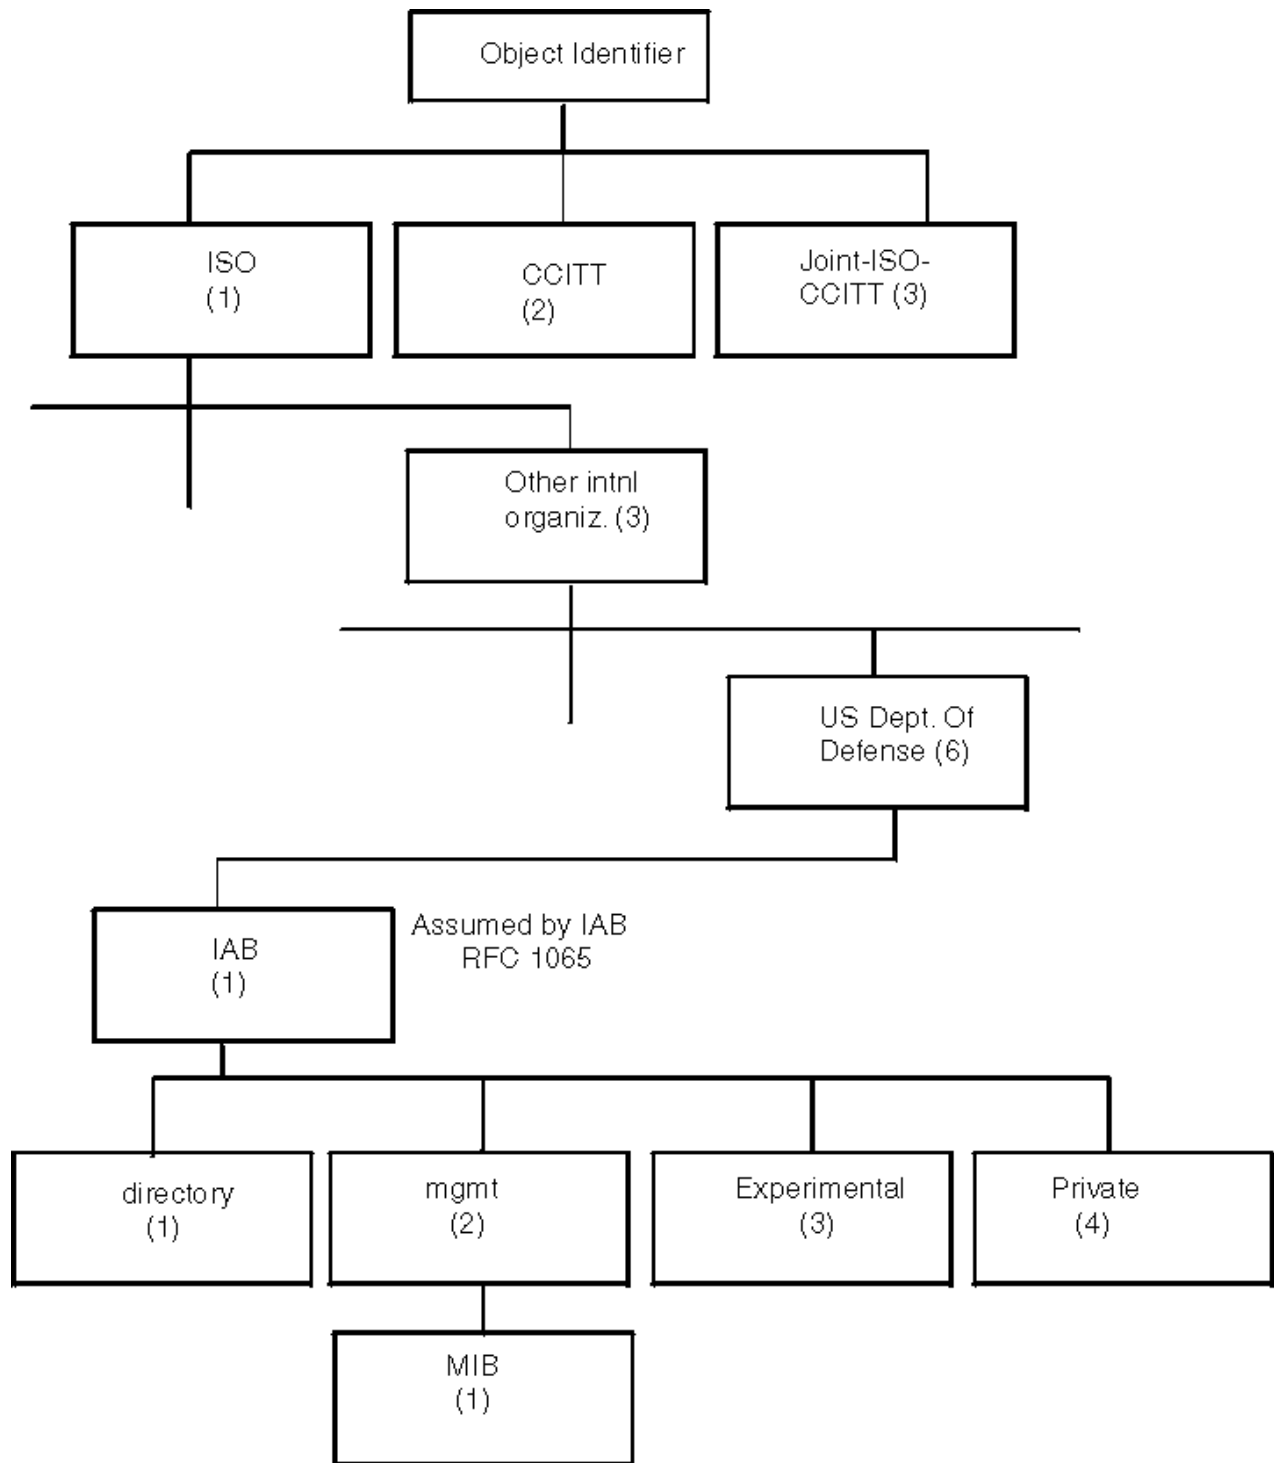 Object Identifier
ISO
(1)
CCITT
(2)
Joint-ISO-
CCITT (3)
Other intnl
organiz. (3)
US Dept. Of
Defense (6)
IAB
(1)
Assumed by IAB
RFC 1065
directory
(1)
mgmt
(2)
Experimental
(3)
Private
(4)
MIB
(1)